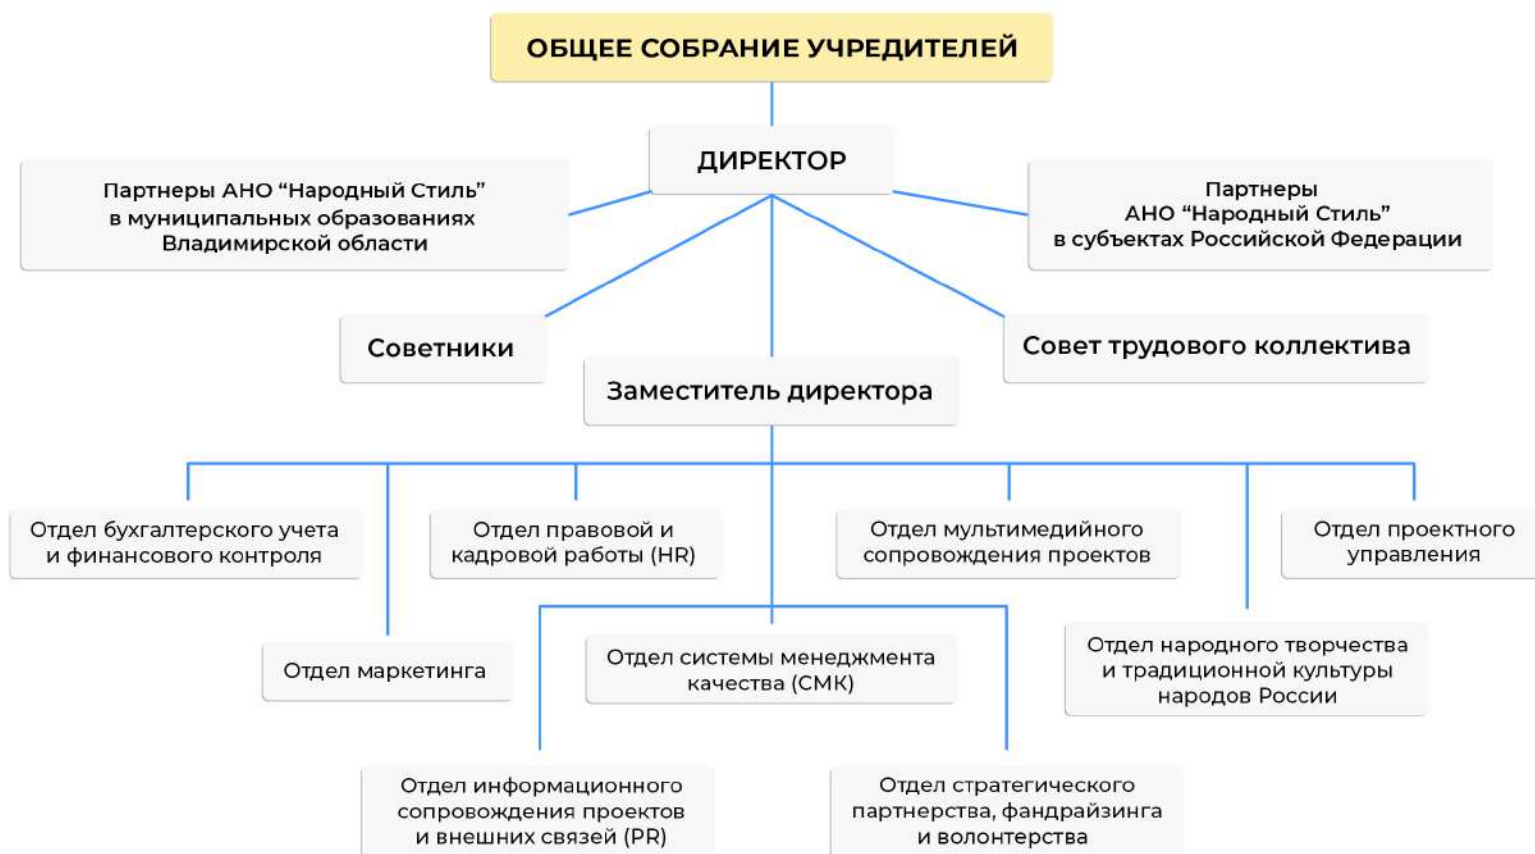 ОБЩЕЕ СОБРАНИЕ УЧРЕДИТЕЛЕЙ
ДИРЕКТОР
Партнеры АНО “Народный Стиль”
в муниципальных образованиях
Владимирской области
Партнеры
АНО “Народный Стиль”
в субъектах Российской Федерации
Советники
Совет трудового коллектива
Заместитель директора
Отдел бухгалтерского учета
и финансового контроля
Отдел правовой и
кадровой работы (HR)
Отдел мультимедийного
сопровождения проектов
Отдел проектного
управления
Отдел маркетинга
Отдел системы менеджмента
качества (СМК)
Отдел народного творчества
и традиционной культуры
народов России
Отдел информационного
сопровождения проектов
и внешних связей (PR)
Отдел стратегического
партнерства, фандрайзинга
и волонтерства